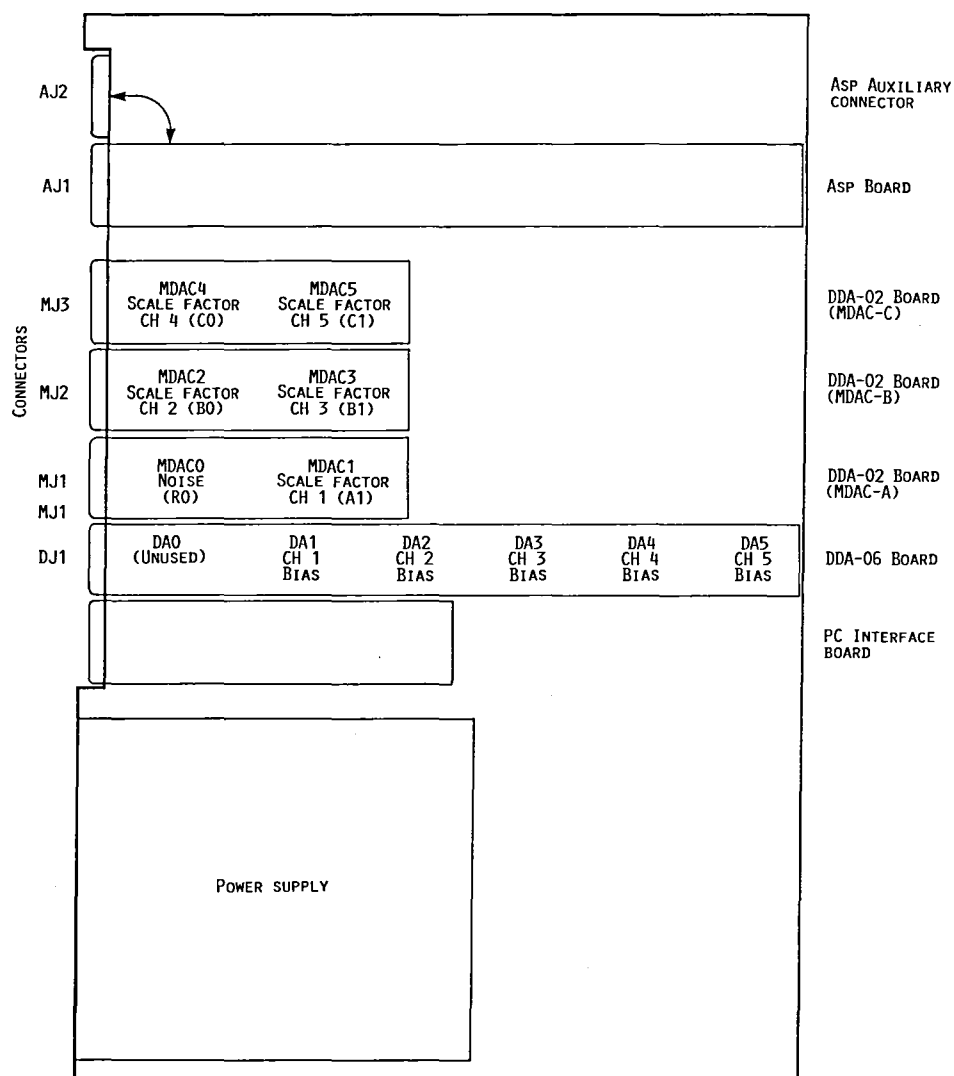 AJ2
ASP AUXILIARY
CONNECTOR
AJ1
ASP BOARD
CONNECTORS
MJ3
MDAC4
SCALE FACTOR
CH 4 (C0)
MDAC5
SCALE FACTOR
CH 5 (C1)
DDA-02 BOARD
(MDAC-C)
MJ2
MDAC2
SCALE FACTOR
CH 2 (B0)
MDAC3
SCALE FACTOR
CH 3 (B1)
DDA-02 BOARD
(MDAC-B)
MJ1
MJ1
MDAC0
NOISE
(R0)
MDAC1
SCALE FACTOR
CH 1 (A1)
DDA-02 BOARD
(MDAC-A)
DJ1
DA0
(UNUSED)
DA1
CH 1
BIAS
DA2
CH 2
BIAS
DA3
CH 3
BIAS
DA4
CH 4
BIAS
DA5
CH 5
BIAS
DDA-06 BOARD
PC INTERFACE
BOARD
POWER SUPPLY